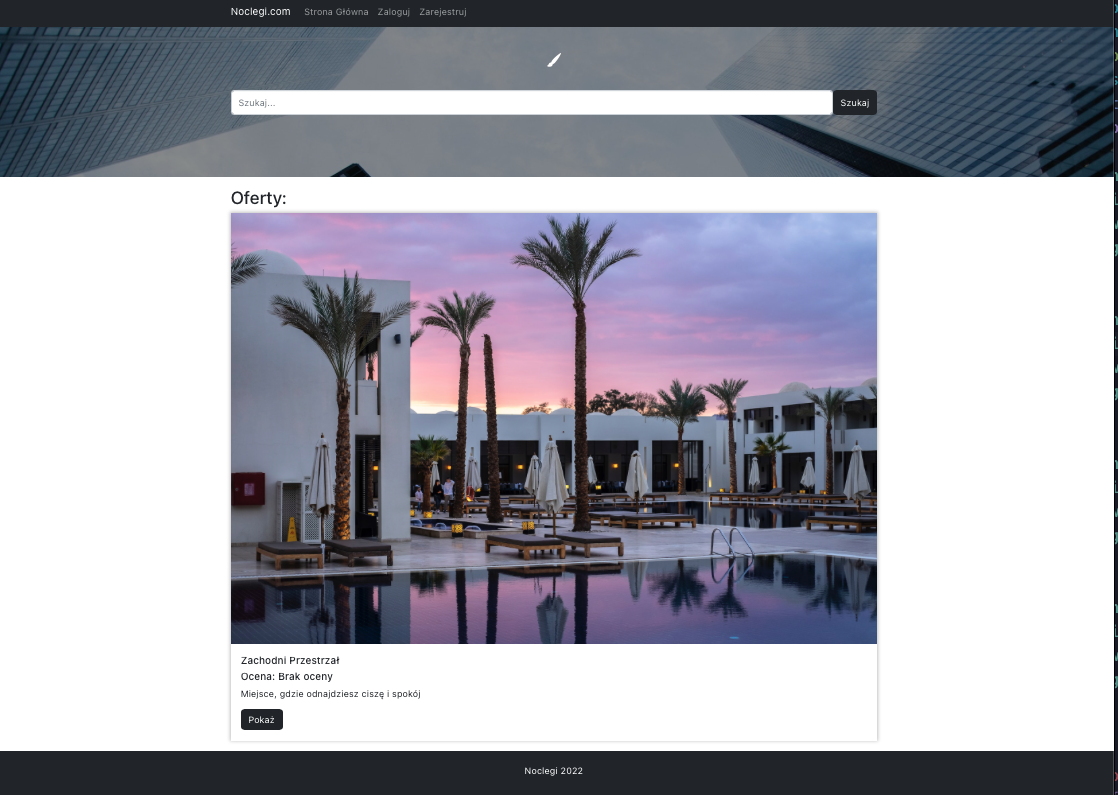 Noclegi.com Strona Główna Zaloguj Zarejestruj
Szukaj... Szukaj
Oferty:
Zachodni Przestrzał
Ocena: Brak oceny
Miejsce, gdzie odnajdziesz ciszę i spokój
Pokaż
Noclegi 2022